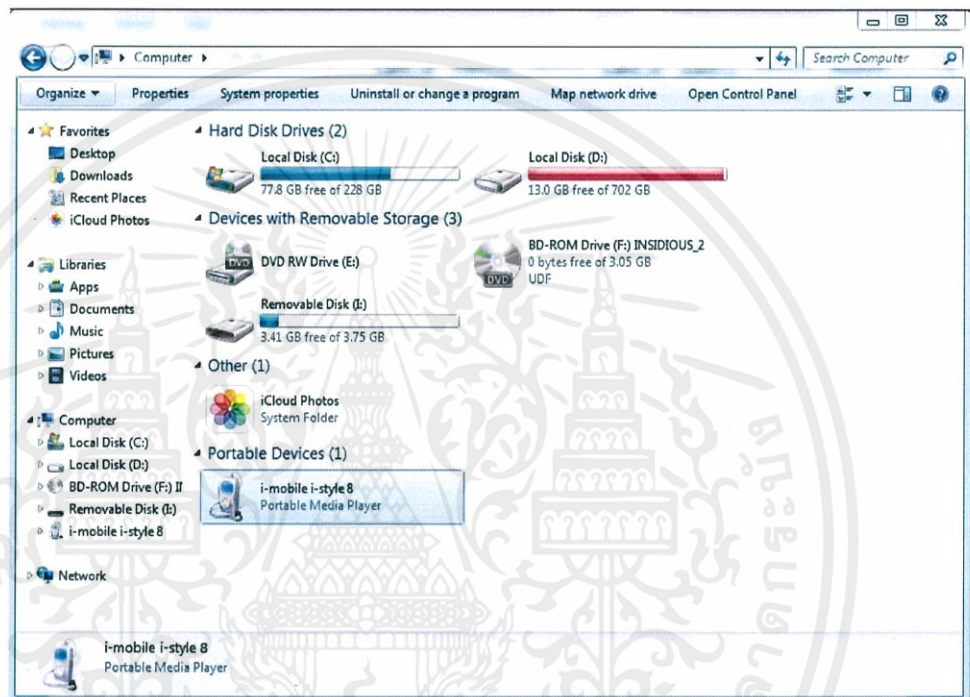 Computer
Search Computer
Organize Properties System properties Uninstall or change a program Map network drive Open Control Panel
Favorites
Desktop
Downloads
Recent Places
iCloud Photos
Libraries
Apps
Documents
Music
Pictures
Videos
Computer
Local Disk (C:)
Local Disk (D:)
BD-ROM Drive (F:) II
Removable Disk (I:)
i-mobile i-style 8
Network
Hard Disk Drives (2)
Local Disk (C:)
77.8 GB free of 228 GB
Local Disk (D:)
13.0 GB free of 702 GB
Devices with Removable Storage (3)
DVD
DVD RW Drive (E:)
DVD
BD-ROM Drive (F:) INSIDIOUS_2
0 bytes free of 3.05 GB
UDF
Removable Disk (I:)
3.41 GB free of 3.75 GB
Other (1)
iCloud Photos
System Folder
Portable Devices (1)
i-mobile i-style 8
Portable Media Player
i-mobile i-style 8
Portable Media Player